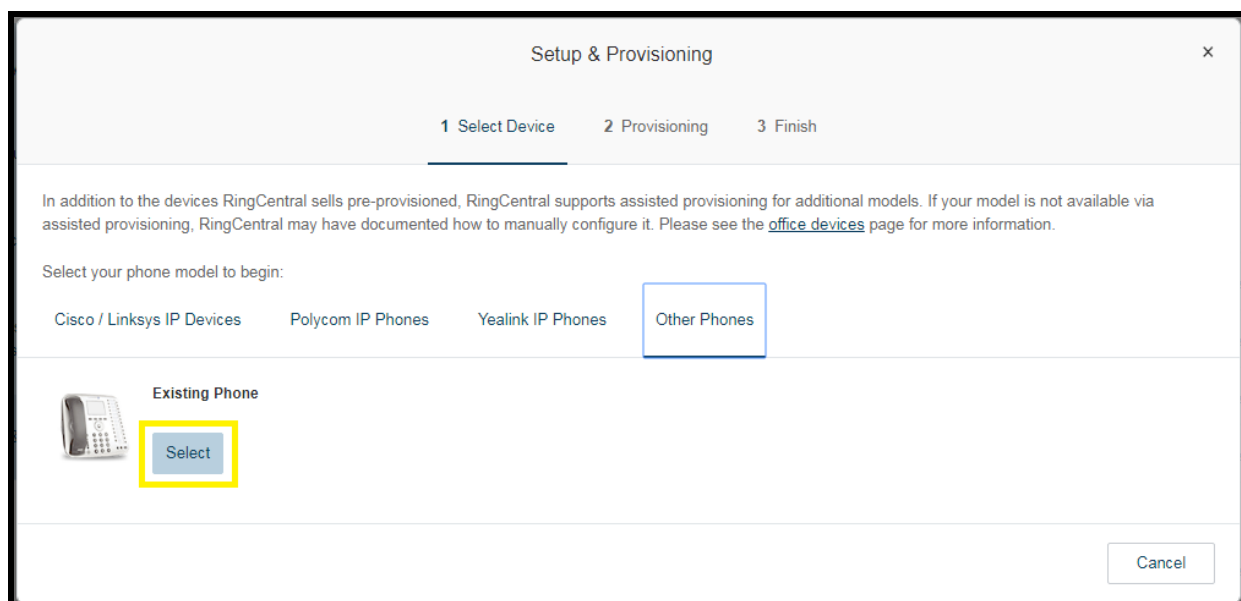 Setup & Provisioning
×
1 Select Device 2 Provisioning 3 Finish
In addition to the devices RingCentral sells pre-provisioned, RingCentral supports assisted provisioning for additional models. If your model is not available via
assisted provisioning, RingCentral may have documented how to manually configure it. Please see the office devices page for more information.
Select your phone model to begin:
Cisco / Linksys IP Devices Polycom IP Phones Yealink IP Phones Other Phones
Existing Phone
Select
Cancel